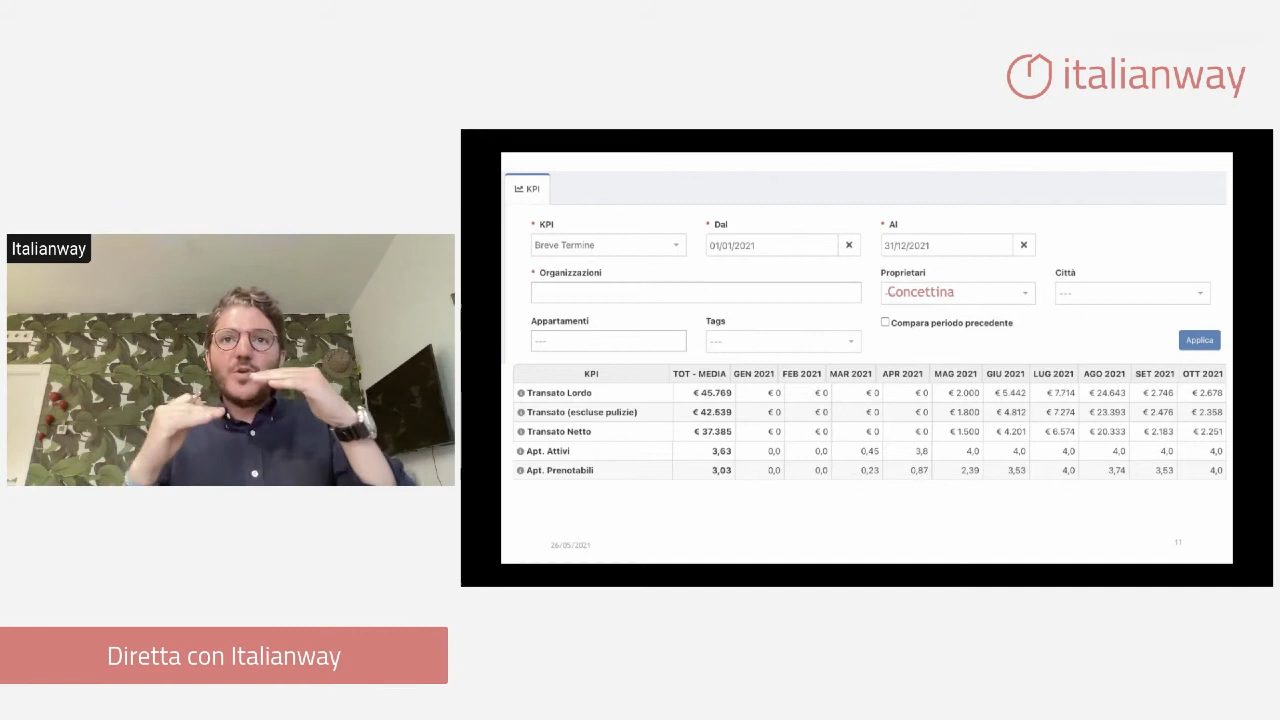 italianway
Italianway
KPI
* KPI * Dal * Al
Breve Termine 01/01/2021 31/12/2021
* Organizzazioni Proprietari Città
Concettina ---
Appartamenti Tags Compara periodo precedente
--- --- Applica
KPI TOT - MEDIA GEN 2021 FEB 2021 MAR 2021 APR 2021 MAG 2021 GIU 2021 LUG 2021 AGO 2021 SET 2021 OTT 2021
Transato Lordo € 45.769 € 0 € 0 € 0 € 0 € 2.000 € 5.442 € 7.714 € 24.643 € 2.746 € 2.678
Transato (escluse pulizie) € 42.539 € 0 € 0 € 0 € 0 € 1.800 € 4.812 € 7.274 € 23.393 € 2.476 € 2.358
Transato Netto € 37.385 € 0 € 0 € 0 € 0 € 1.500 € 4.201 € 6.574 € 20.333 € 2.183 € 2.251
Apt. Attivi 3,63 0,0 0,0 0,45 3,8 4,0 4,0 4,0 4,0 4,0 4,0
Apt. Prenotabili 3,03 0,0 0,0 0,23 0,87 2,39 3,53 4,0 3,74 3,53 4,0
26/05/2021 11
Diretta con Italianway